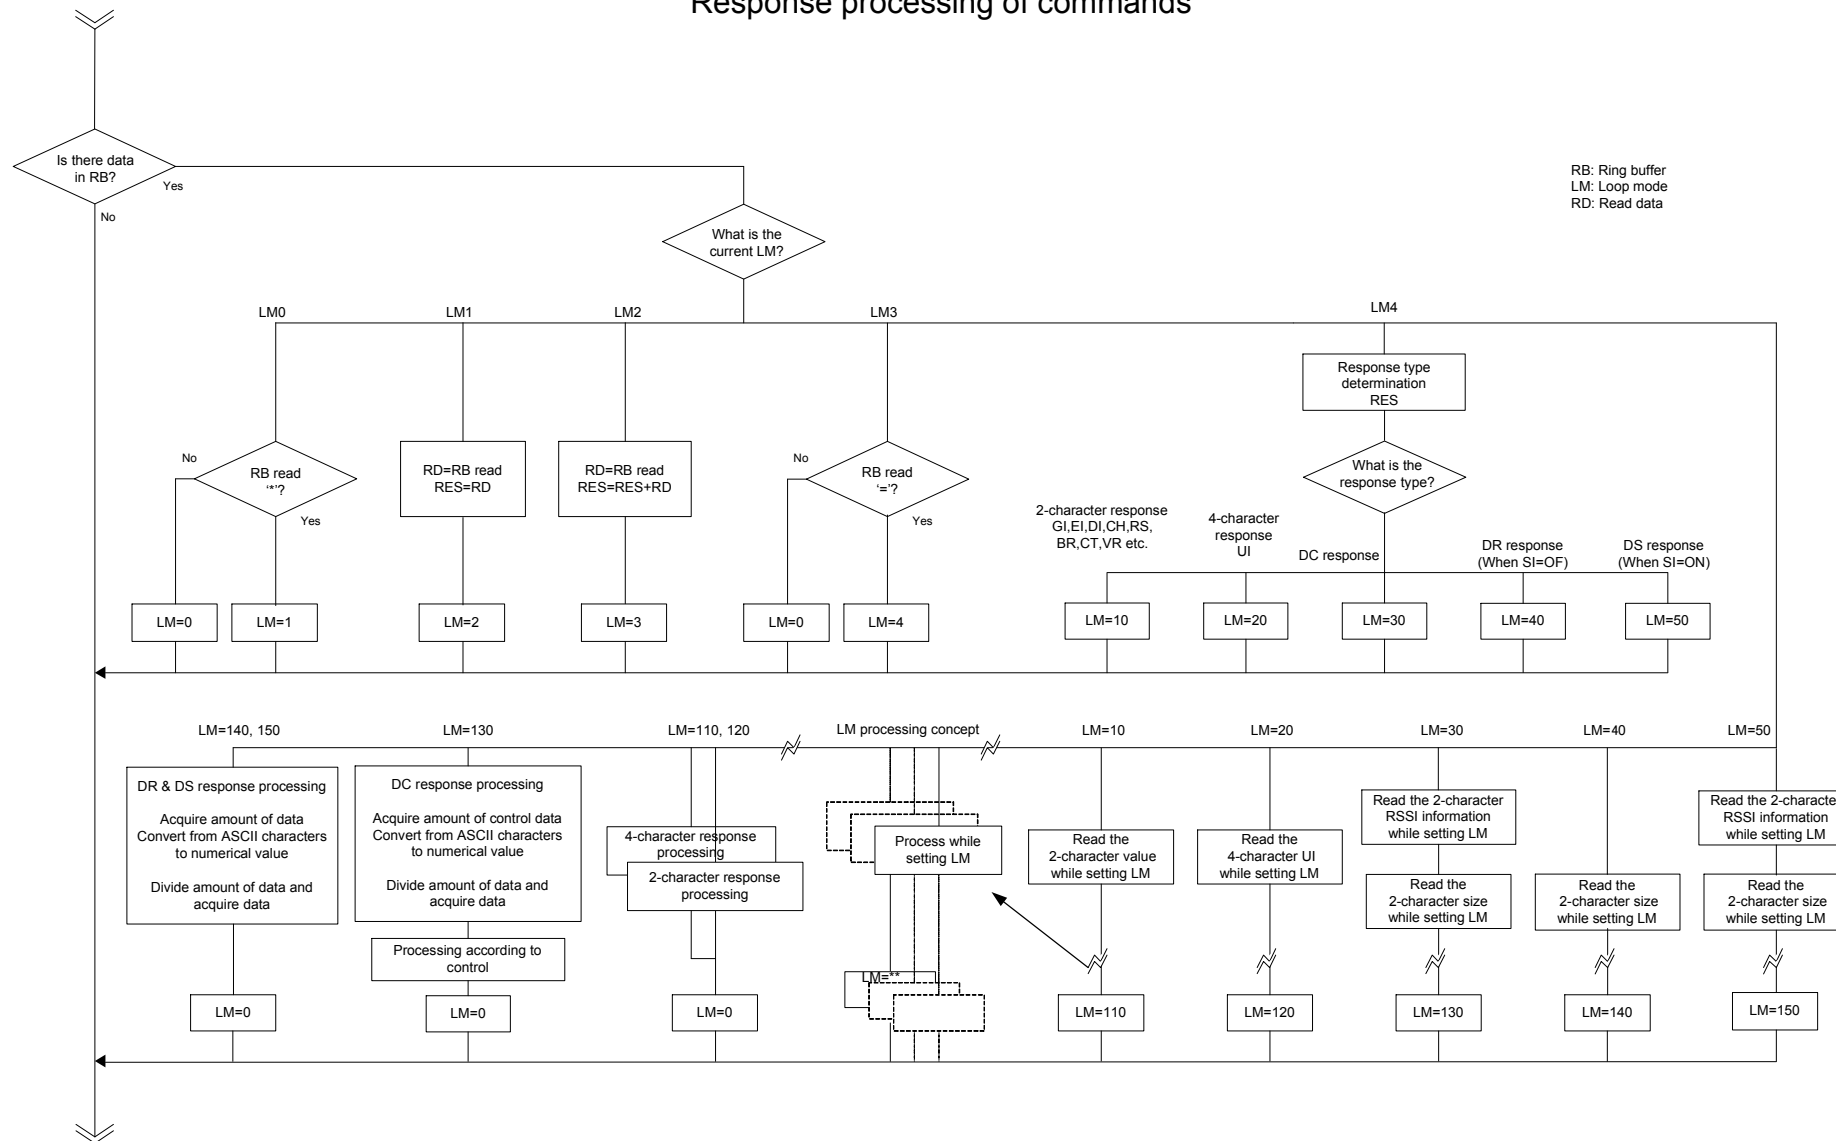 Response processing of commands
Is there data
in RB?
Yes
No
RB: Ring buffer
LM: Loop mode
RD: Read data
What is the
current LM?
LM0
LM1
LM2
LM3
LM4
Response type
determination
RES
No
RB read
‘*’?
Yes
RD=RB read
RES=RD
RD=RB read
RES=RES+RD
No
RB read
‘=’?
Yes
What is the
response type?
2-character response
GI,EI,DI,CH,RS,
BR,CT,VR etc.
4-character
response
UI
DC response
DR response
(When SI=OF)
DS response
(When SI=ON)
LM=0
LM=1
LM=2
LM=3
LM=0
LM=4
LM=10
LM=20
LM=30
LM=40
LM=50
LM=140, 150
LM=130
LM=110, 120
LM processing concept
LM=10
LM=20
LM=30
LM=40
LM=50
DR & DS response processing
Acquire amount of data
Convert from ASCII characters
to numerical value
Divide amount of data and
acquire data
DC response processing
Acquire amount of control data
Convert from ASCII characters
to numerical value
Divide amount of data and
acquire data
Processing according to
control
4-character response
processing
2-character response
processing
Process while
setting LM
Read the
2-character value
while setting LM
Read the
4-character UI
while setting LM
Read the 2-character
RSSI information
while setting LM
Read the
2-character size
while setting LM
Read the
2-character size
while setting LM
Read the 2-characte
RSSI information
while setting LM
Read the
2-character size
while setting LM
LM=**
LM=0
LM=0
LM=0
LM=110
LM=120
LM=130
LM=140
LM=150